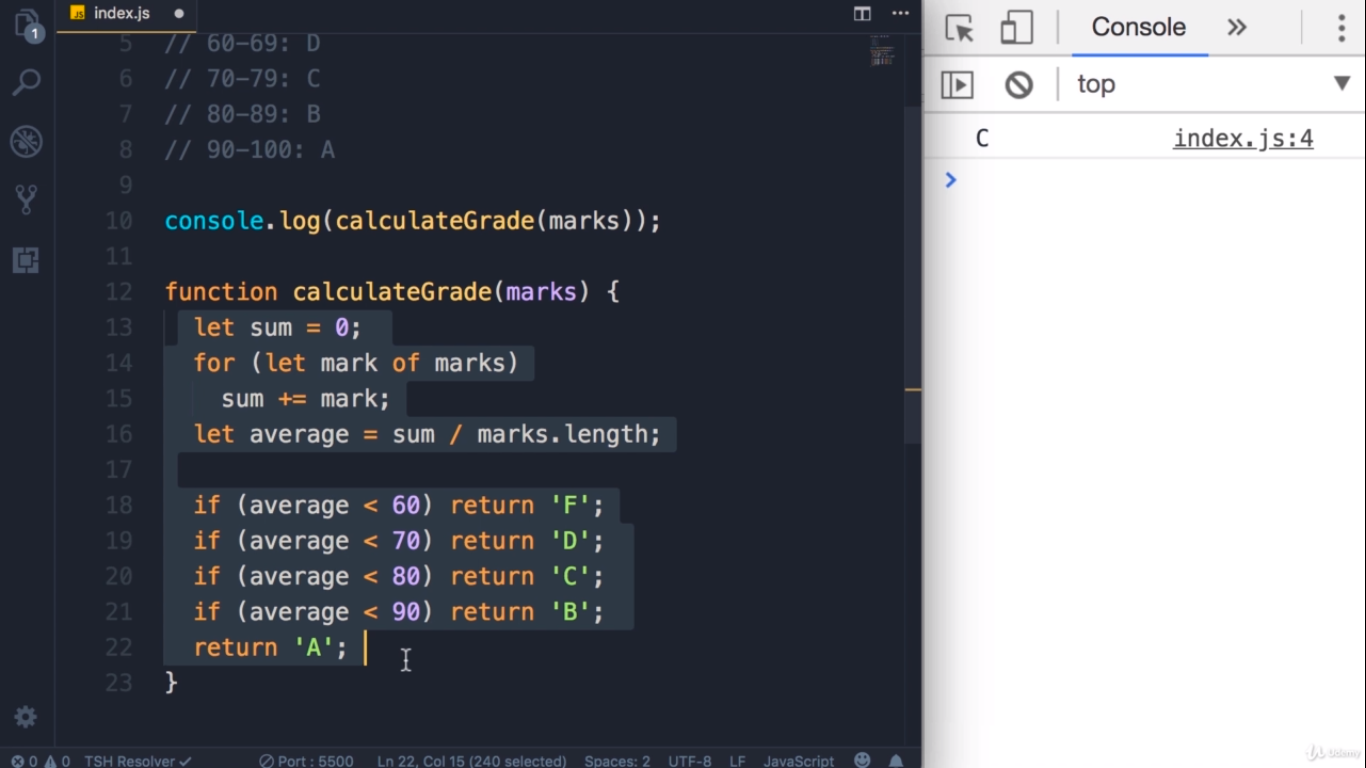 JS index.js ●
1
5 // 60-69: D
6 // 70-79: C
7 // 80-89: B
8 // 90-100: A
9
10 console.log(calculateGrade(marks));
11
12 function calculateGrade(marks) {
13 let sum = 0;
14 for (let mark of marks)
15 sum += mark;
16 let average = sum / marks.length;
17
18 if (average < 60) return 'F';
19 if (average < 70) return 'D';
20 if (average < 80) return 'C';
21 if (average < 90) return 'B';
22 return 'A';
23 }
0 0 TSH Resolver ✓ Port : 5500 Ln 22, Col 15 (240 selected) Spaces: 2 UTF-8 LF JavaScript
Console »
top ▼
C index.js:4
>
Udemy